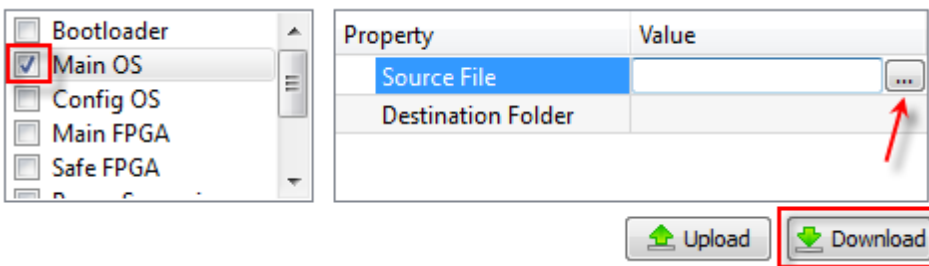 Bootloader
Main OS
Config OS
Main FPGA
Safe FPGA
Property Value
Source File ...
Destination Folder
Upload Download